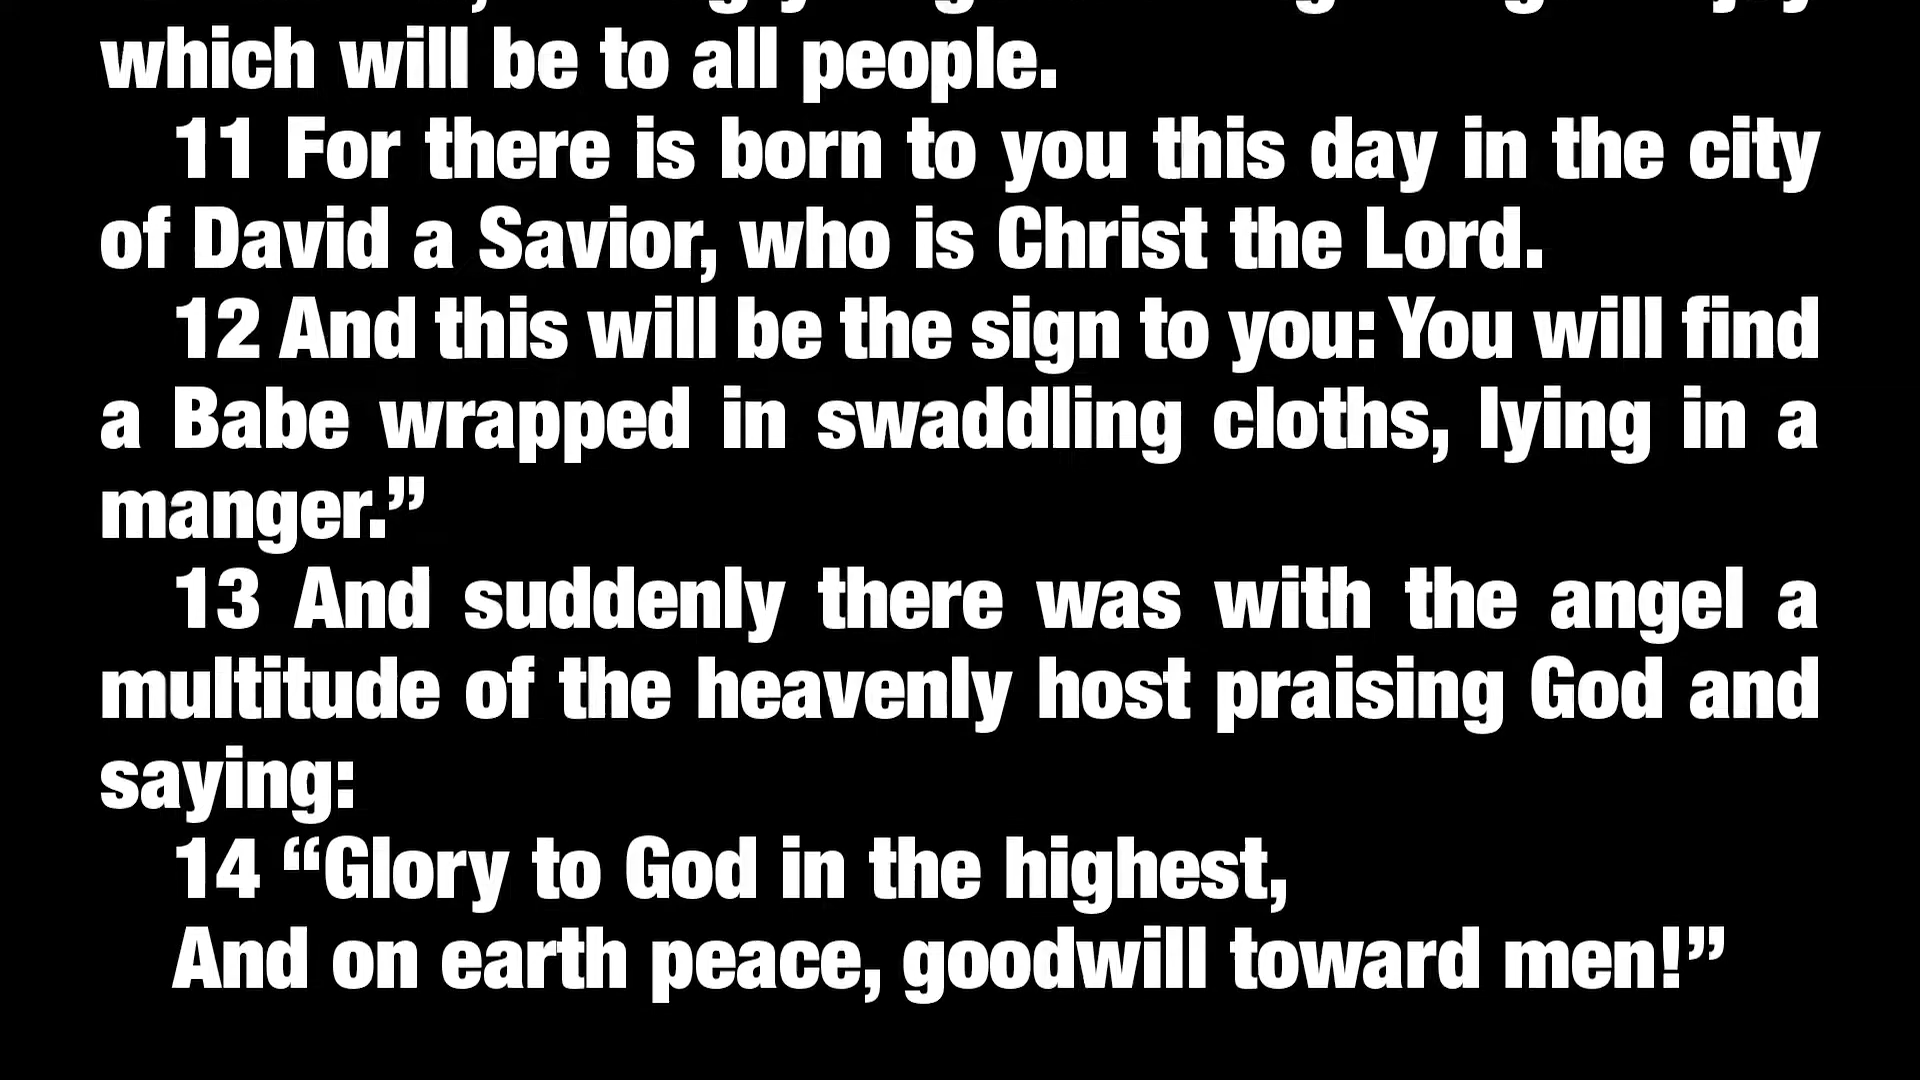 which will be to all people.
11 For there is born to you this day in the city
of David a Savior, who is Christ the Lord.
12 And this will be the sign to you: You will find
a Babe wrapped in swaddling cloths, lying in a
manger.”
13 And suddenly there was with the angel a
multitude of the heavenly host praising God and
saying:
14 “Glory to God in the highest,
And on earth peace, goodwill toward men!”